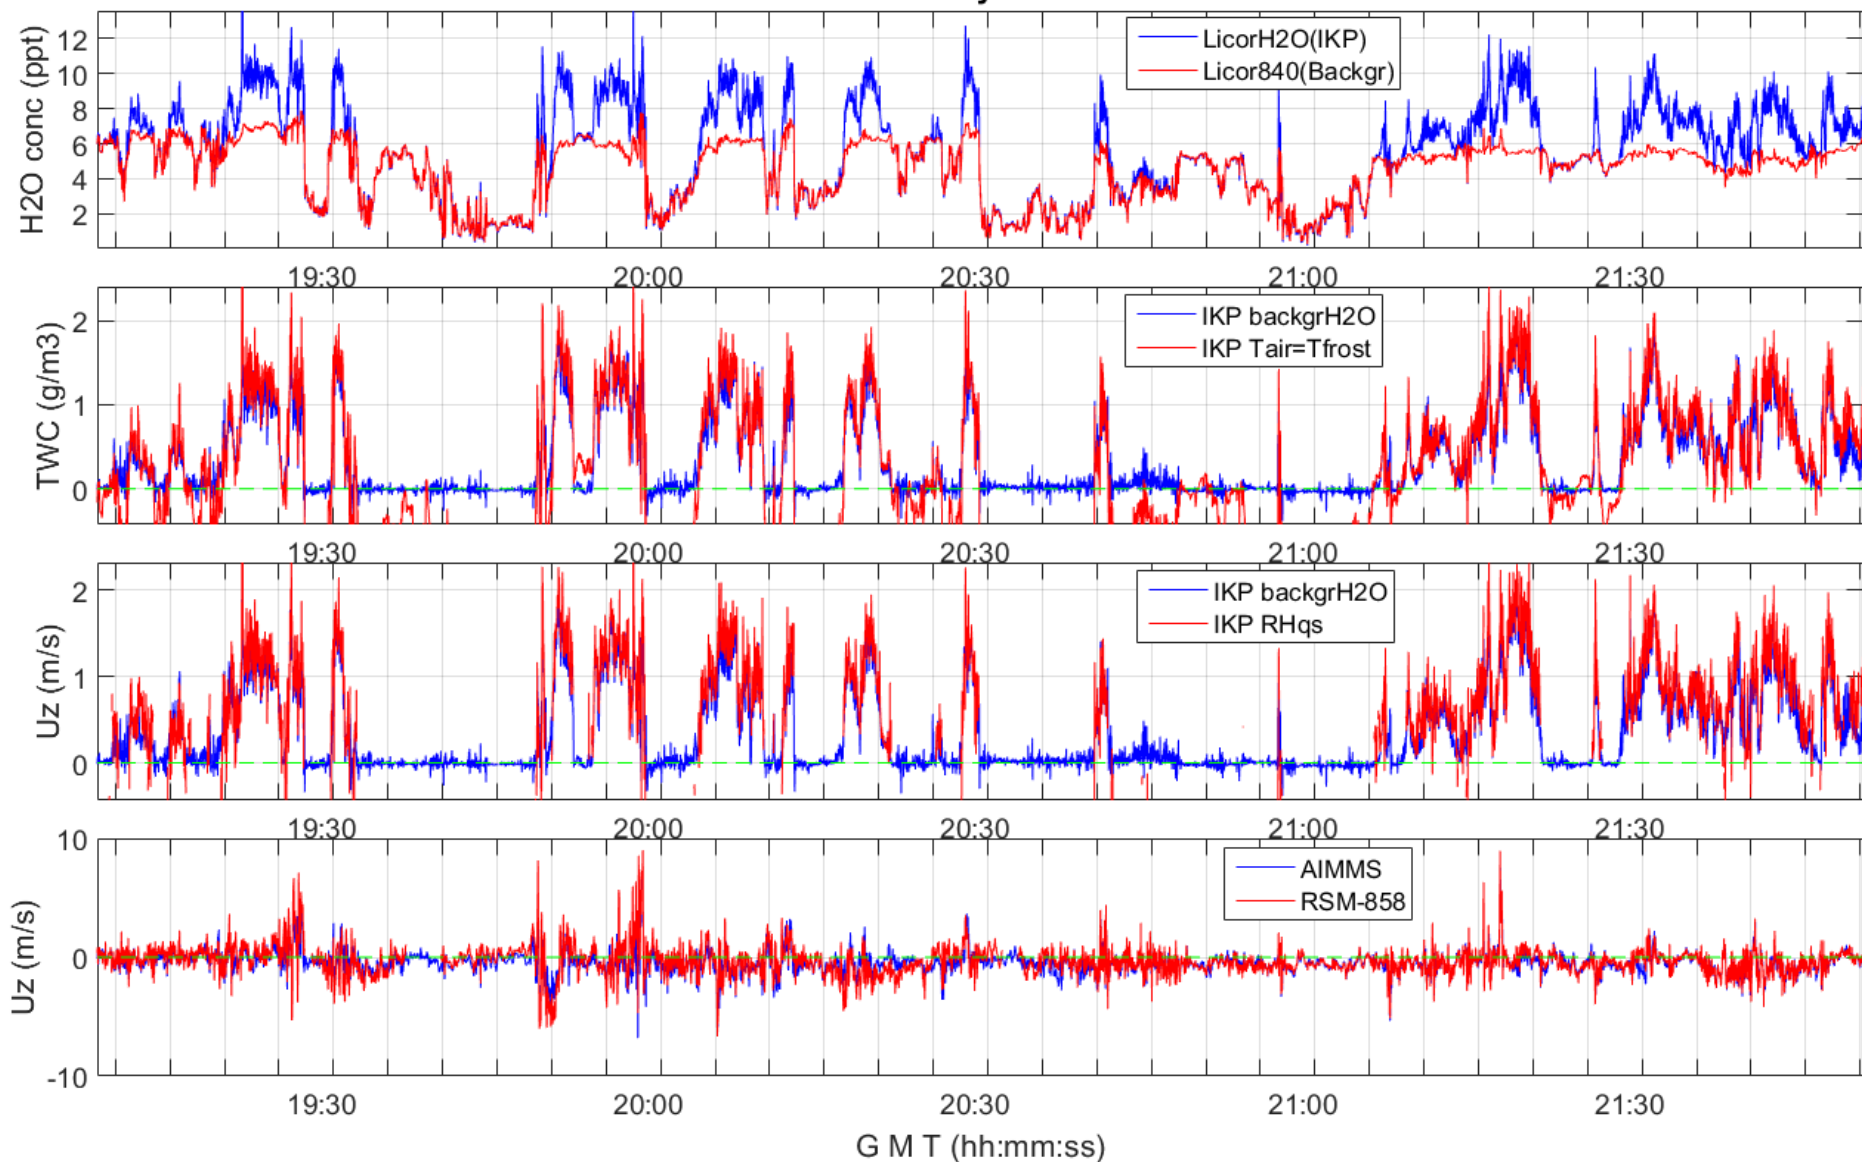 H2O conc (ppt)
12
10
8
6
4
2
LicorH2O(IKP)
Licor840(Backgr)
19:30 20:00 20:30 21:00 21:30
TWC (g/m3)
2
1
0
IKP backgrH2O
IKP Tair=Tfrost
19:30 20:00 20:30 21:00 21:30
Uz (m/s)
2
1
0
IKP backgrH2O
IKP RHqs
19:30 20:00 20:30 21:00 21:30
Uz (m/s)
10
0
-10
AIMMS
RSM-858
19:30 20:00 20:30 21:00 21:30
G M T (hh:mm:ss)